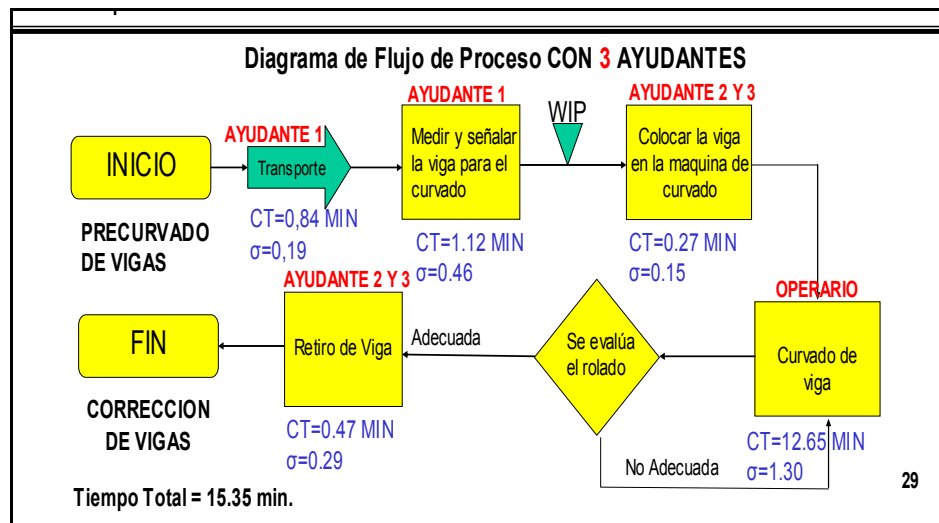 Diagrama de Flujo de Proceso CON 3 AYUDANTES
AYUDANTE 1
AYUDANTE 1
WIP
AYUDANTE 2 Y 3
INICIO
Transporte
Medir y señalar
la viga para el
curvado
Colocar la viga
en la maquina de
curvado
PRECURVADO
DE VIGAS
CT=0,84 MIN
σ=0,19
CT=1.12 MIN
σ=0.46
CT=0.27 MIN
σ=0.15
AYUDANTE 2 Y 3
OPERARIO
FIN
Retiro de Viga
Adecuada
Se evalúa
el rolado
Curvado de
viga
CORRECCION
DE VIGAS
CT=0.47 MIN
σ=0.29
No Adecuada
CT=12.65 MIN
σ=1.30
Tiempo Total = 15.35 min.
29